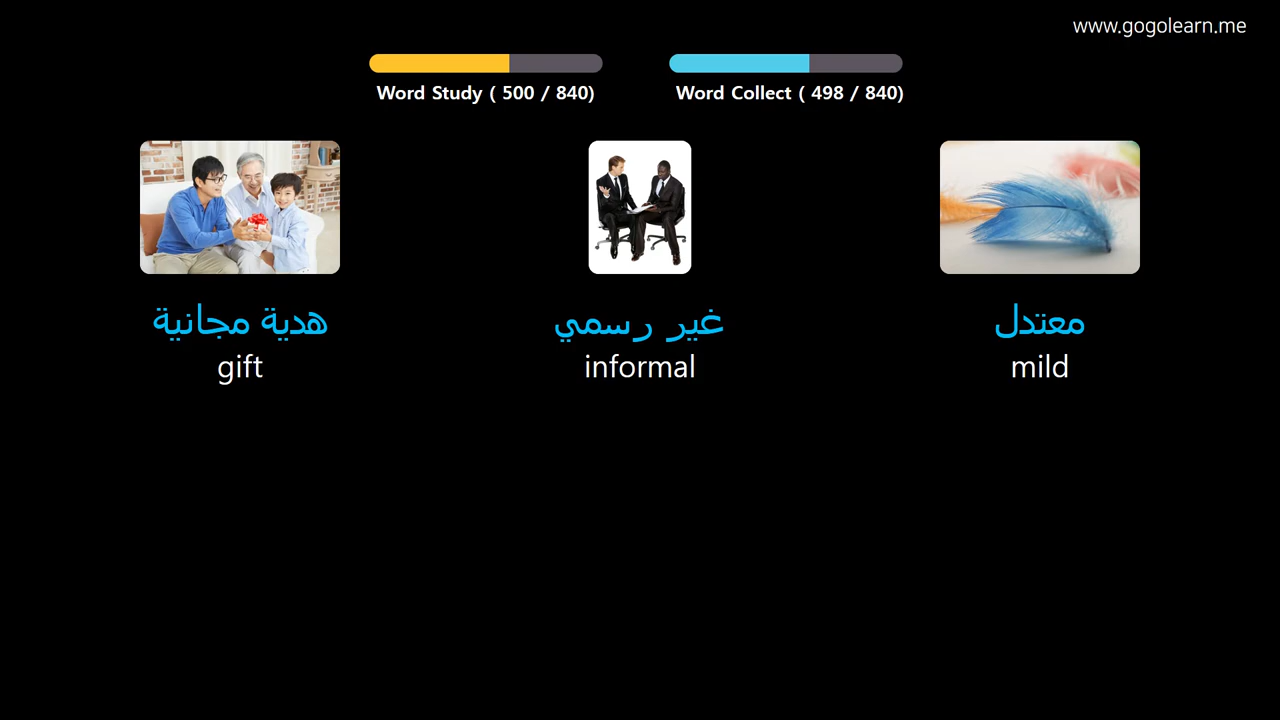 www.gogolearn.me
Word Study ( 500 / 840)
Word Collect ( 498 / 840)
هدية مجانية
gift
غير رسمي
informal
معتدل
mild